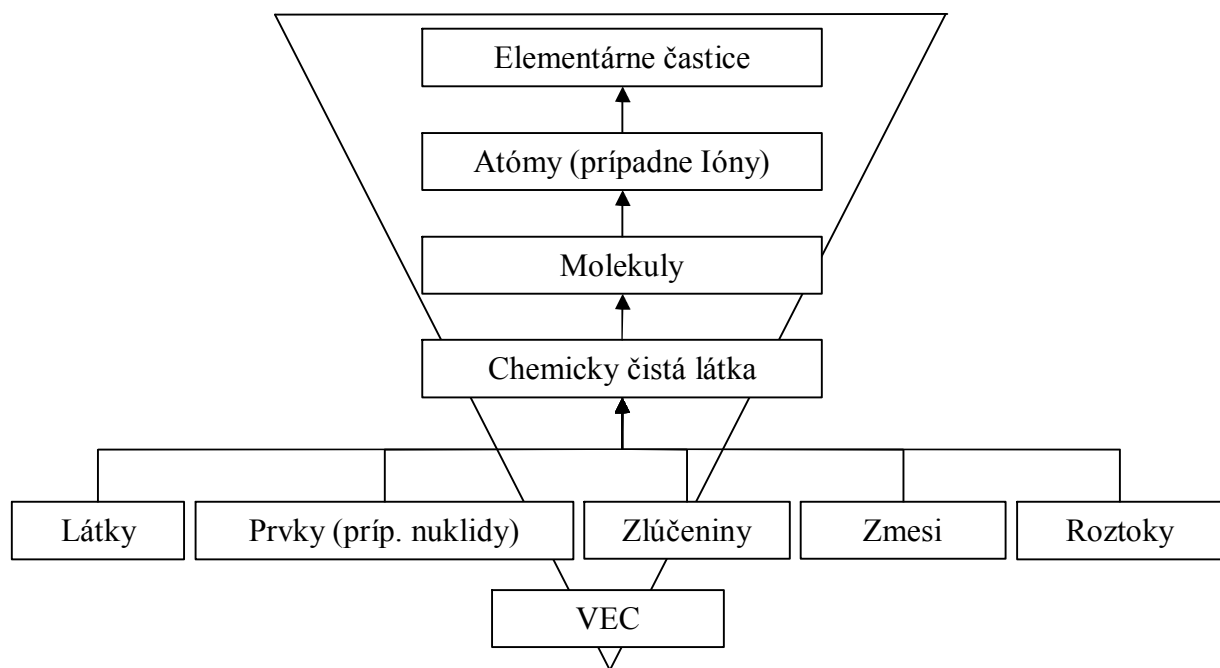 Elementárne častice
Atómy (prípadne Ióny)
Molekuly
Chemicky čistá látka
Látky
Prvky (príp. nuklidy)
Zlúčeniny
Zmesi
Roztoky
VEC